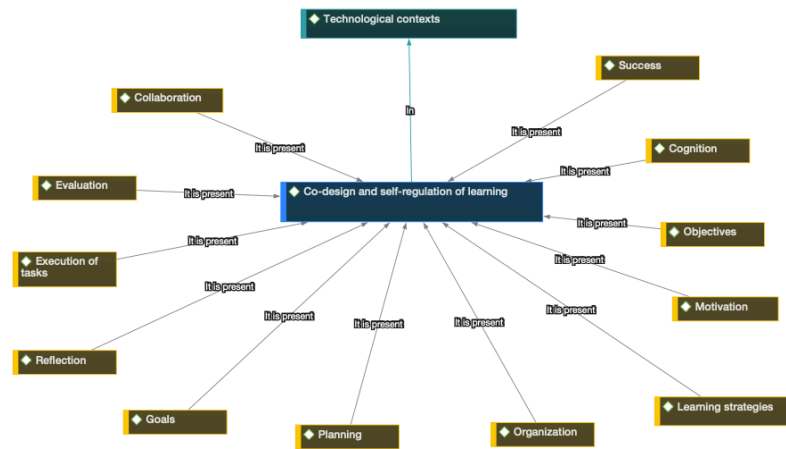 Technological contexts
Success
Collaboration
In
It is present
It is present
Cognition
It is present
Evaluation
It is present
Co-design and self-regulation of learning
It is present
Objectives
It is present
Execution of
tasks
It is present
It is present
It is present
Motivation
It is present
It is present
It is present
It is present
Reflection
Learning strategies
Goals
Planning
Organization